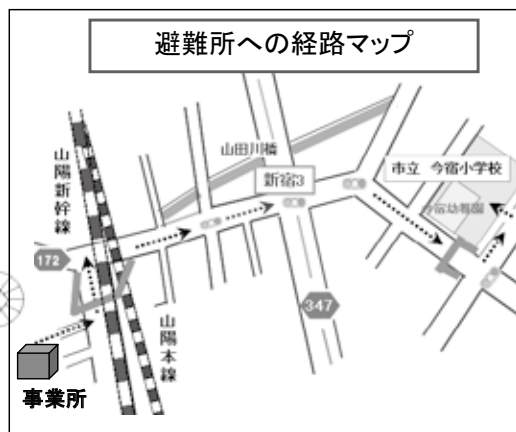 避難所への経路マップ
山陽新幹線
山田川橋
新宿3
市立 今宿小学校
今宿幼稚園
172
347
山陽本線
事業所